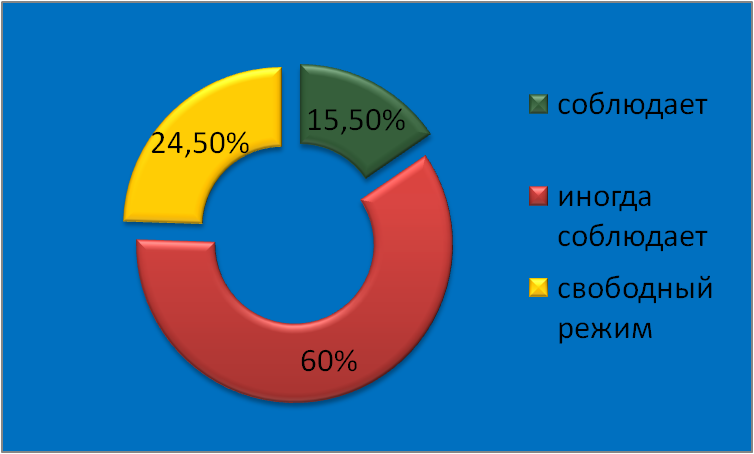 15,50%
24,50%
60%
соблюдает
иногда
соблюдает
свободный
режим